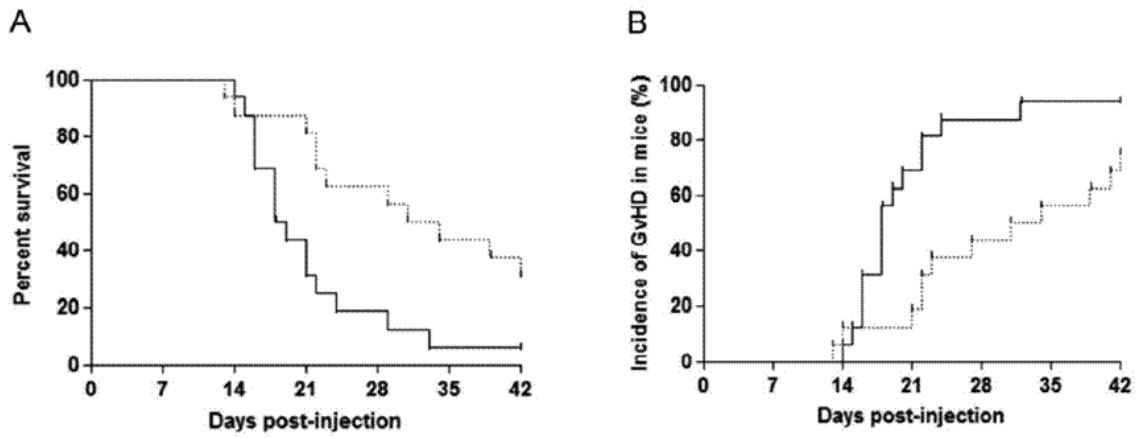 A
Percent survival
100
80
60
40
20
0
0 7 14 21 28 35 42
Days post-injection
B
Incidence of GvHD in mice (%)
100
80
60
40
20
0
0 7 14 21 28 35 42
Days post-injection